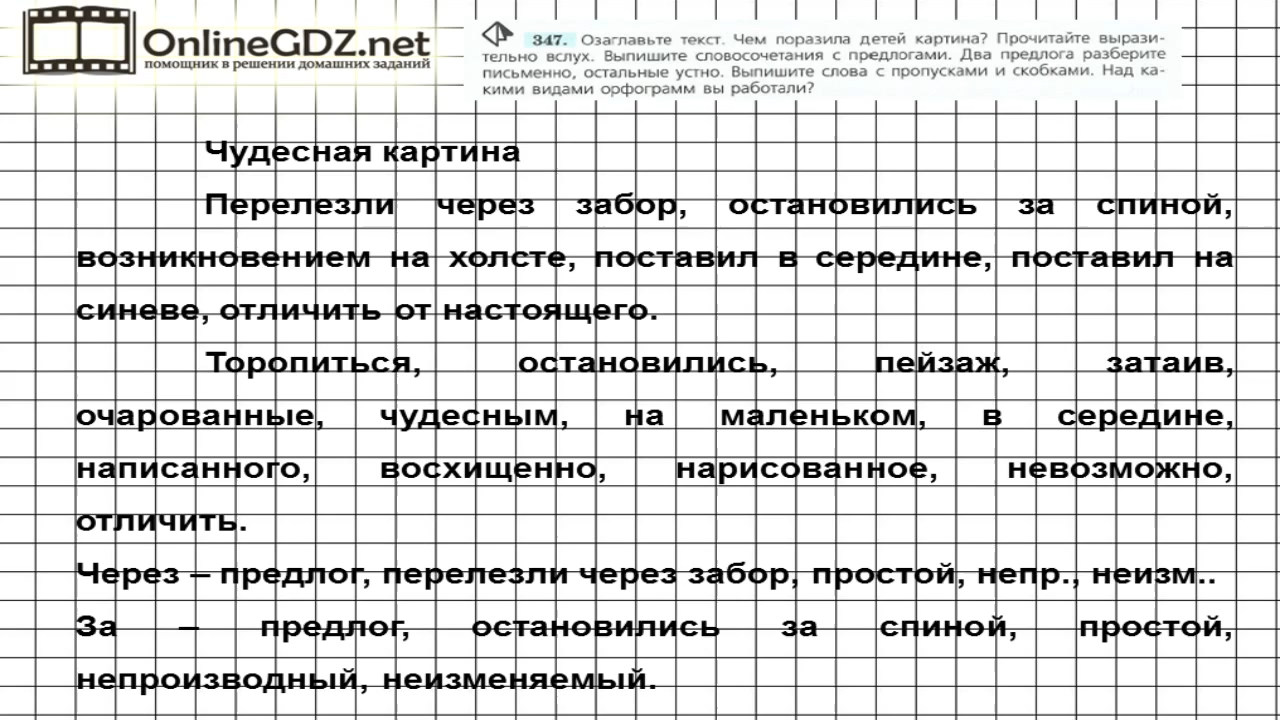 OnlineGDZ.net
помощник в решении домашних заданий
347. Озаглавьте текст. Чем поразила детей картина? Прочитайте вырази-
тельно вслух. Выпишите словосочетания с предлогами. Два предлога разберите
письменно, остальные устно. Выпишите слова с пропусками и скобками. Над ка-
кими видами орфограмм вы работали?
Чудесная картина
Перелезли через забор, остановились за спиной,
возникновением на холсте, поставил в середине, поставил на
синеве, отличить от настоящего.
Торопиться, остановились, пейзаж, затаив,
очарованные, чудесным, на маленьком, в середине,
написанного, восхищенно, нарисованное, невозможно,
отличить.
Через – предлог, перелезли через забор, простой, непр., неизм..
За – предлог, остановились за спиной, простой,
непроизводный, неизменяемый.